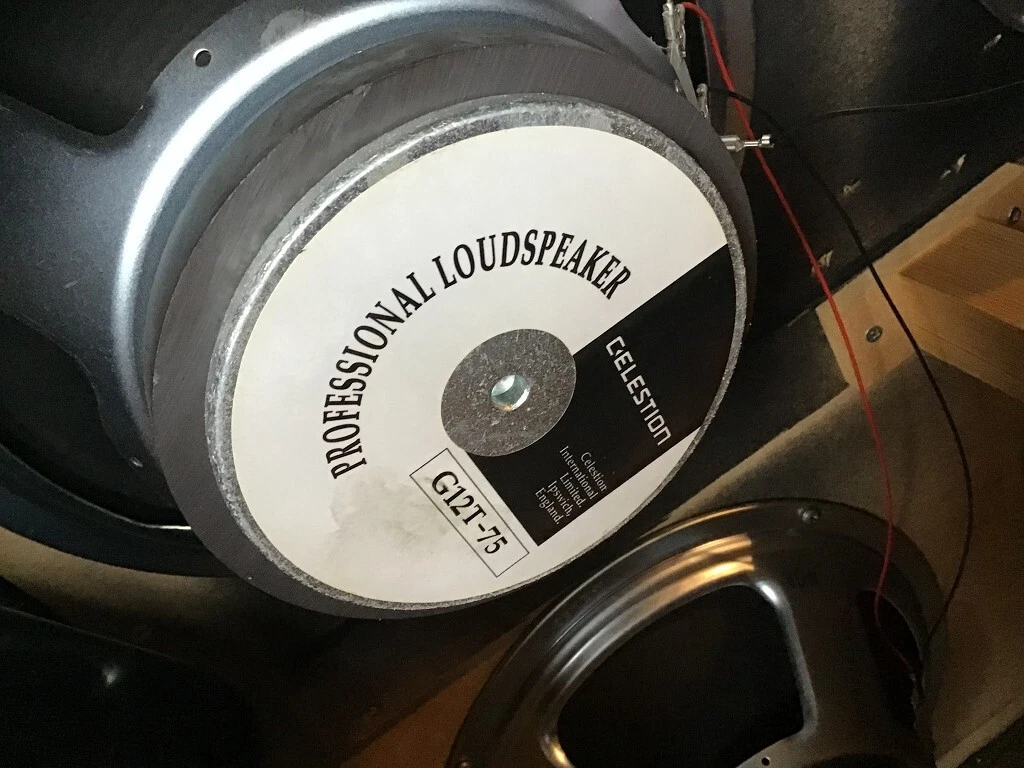 PROFESSIONAL LOUDSPEAKER
CELESTION
Celestion
International
Limited.
Ipswich,
England.
G12T-75